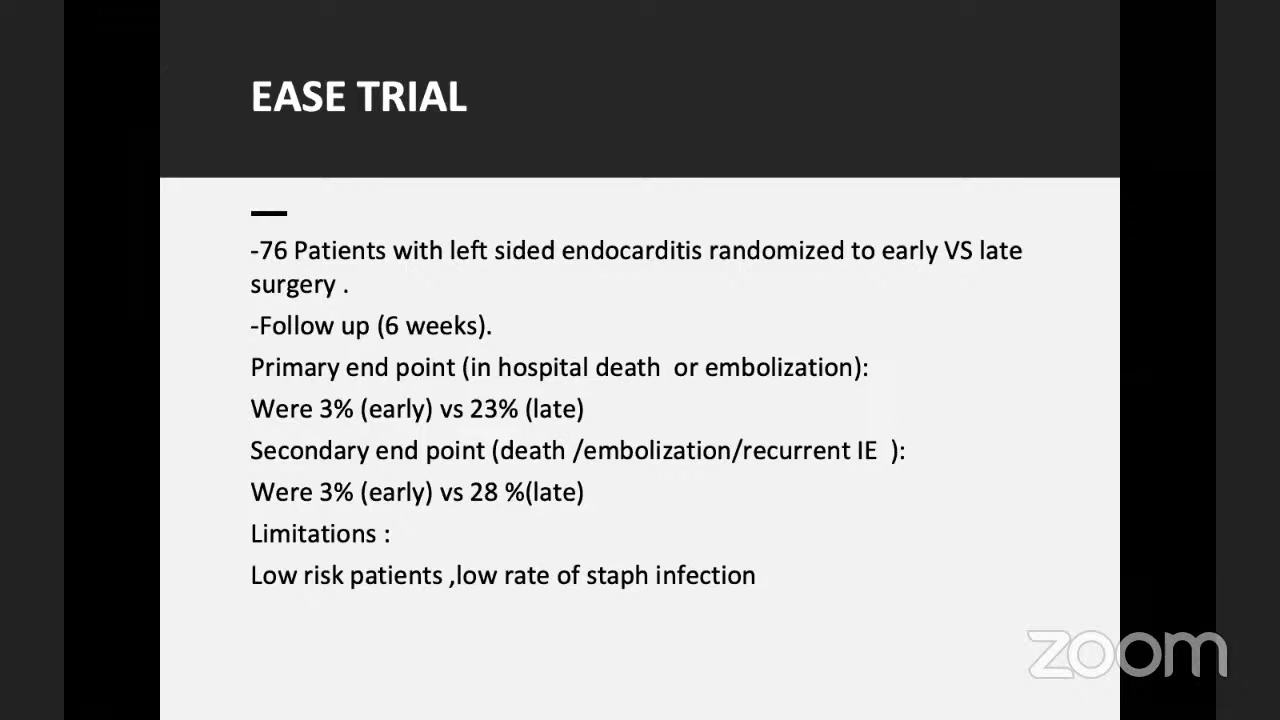 EASE TRIAL
-76 Patients with left sided endocarditis randomized to early VS late
surgery .
-Follow up (6 weeks).
Primary end point (in hospital death or embolization):
Were 3% (early) vs 23% (late)
Secondary end point (death /embolization/recurrent IE ):
Were 3% (early) vs 28 %(late)
Limitations :
Low risk patients ,low rate of staph infection
zoom